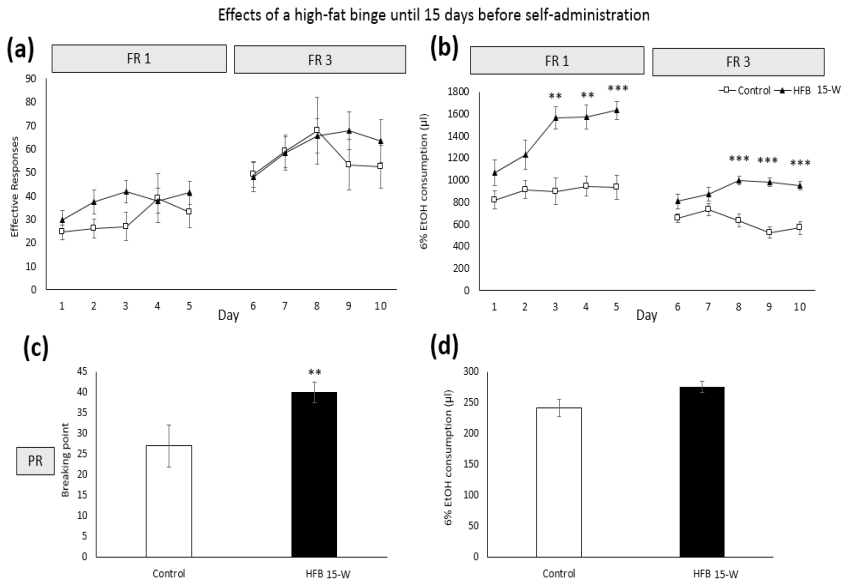 Effects of a high-fat binge until 15 days before self-administration
(a)
FR 1
FR 3
Effective Responses
90
80
70
60
50
40
30
20
10
0
1 2 3 4 5 6 7 8 9 10
Day
(b)
FR 1
FR 3
Control HFB 15-W
6% EtOH consumption (µl)
1800
1600
1400
1200
1000
800
600
400
200
0
** ** ***
*** *** ***
1 2 3 4 5 6 7 8 9 10
Day
(c)
PR
Breaking point
45
40
35
30
25
20
15
10
5
0
**
Control HFB 15-W
(d)
6% EtOH consumption (µl)
300
250
200
150
100
50
0
Control HFB 15-W